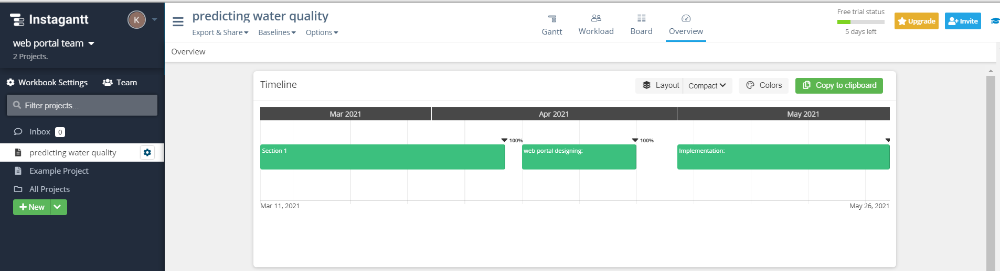 Instagantt
K
web portal team
2 Projects.
Workbook Settings
Team
Filter projects...
Inbox 0
predicting water quality
Example Project
All Projects
New
predicting water quality
Export & Share
Baselines
Options
Gantt
Workload
Board
Overview
Free trial status
5 days left
Upgrade
Invite
Overview
Timeline
Layout
Compact
Colors
Copy to clipboard
Mar 2021
Apr 2021
May 2021
100%
100%
Section 1
web portal designing:
Implementation:
Mar 11, 2021
May 26, 2021